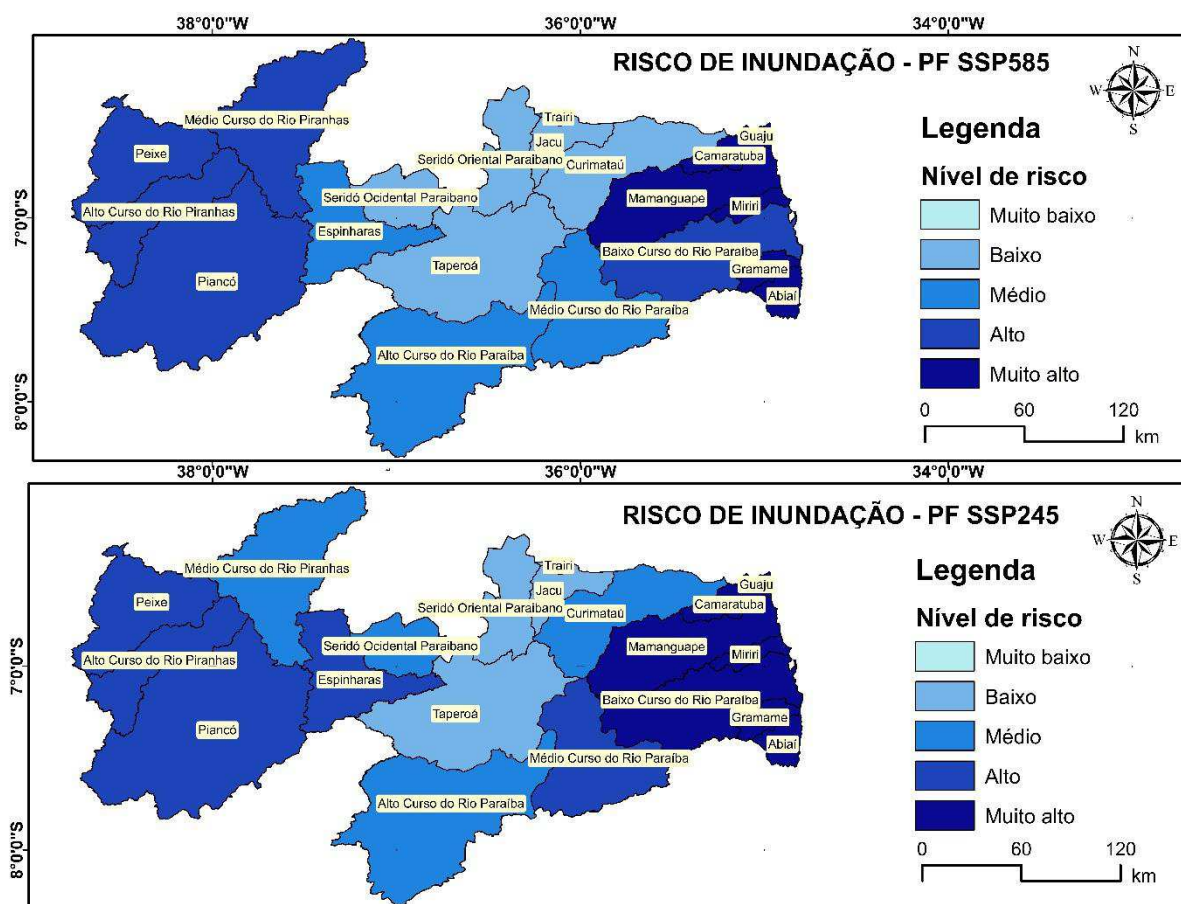 38°0'0"W 36°0'0"W 34°0'0"W
RISCO DE INUNDAÇÃO - PF SSP585
N
W E
S
Legenda
Nível de risco
Muito baixo
Baixo
Médio
Alto
Muito alto
0 60 120
km
7°0'0"S
8°0'0"S
Médio Curso do Rio Piranhas
Peixe
Alto Curso do Rio Piranhas
Piancó
Seridó Ocidental Paraibano
Espinharas
Trairi
Jacu
Seridó Oriental Paraibano
Curimataú
Taperoá
Guaju
Camaratuba
Mamanguape
Miriri
Baixo Curso do Rio Paraíba
Gramame
Abiaí
Médio Curso do Rio Paraíba
Alto Curso do Rio Paraíba
38°0'0"W 36°0'0"W 34°0'0"W
RISCO DE INUNDAÇÃO - PF SSP245
N
W E
S
Legenda
Nível de risco
Muito baixo
Baixo
Médio
Alto
Muito alto
0 60 120
km
7°0'0"S
8°0'0"S
Médio Curso do Rio Piranhas
Peixe
Alto Curso do Rio Piranhas
Piancó
Seridó Ocidental Paraibano
Espinharas
Trairi
Jacu
Seridó Oriental Paraibano
Curimataú
Taperoá
Guaju
Camaratuba
Mamanguape
Miriri
Baixo Curso do Rio Paraíba
Gramame
Abiaí
Médio Curso do Rio Paraíba
Alto Curso do Rio Paraíba